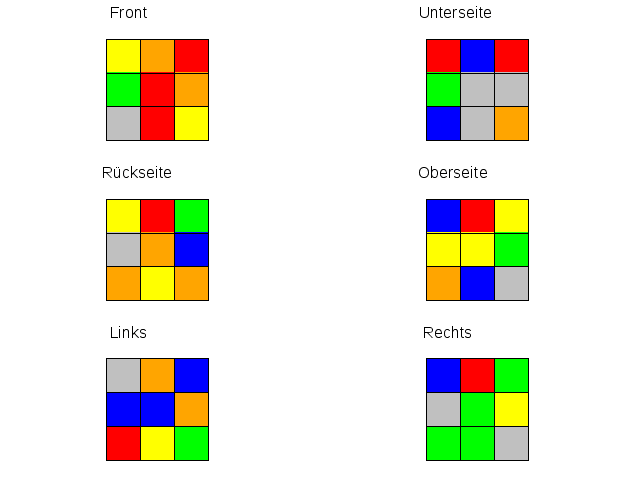 Front
Unterseite
Rückseite
Oberseite
Links
Rechts